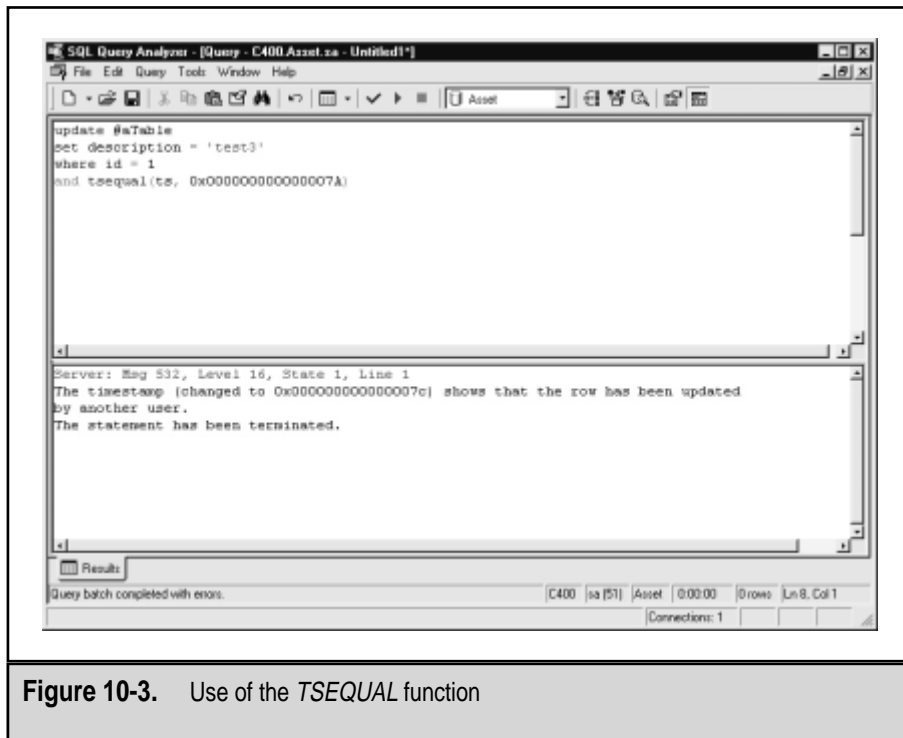 SQL Query Analyzer - [Query - C400.Asset.sa - Untitled1*]
File Edit Query Tools Window Help
Asset
update #aTable
set description = 'test3'
where id = 1
and tsequal(ts, 0x000000000000007A)
Server: Msg 532, Level 16, State 1, Line 1
The timestamp (changed to 0x000000000000007c) shows that the row has been updated
by another user.
The statement has been terminated.
Results
Query batch completed with errors. C400 sa (51) Asset 0:00:00 0 rows Ln 8, Col 1
Connections: 1
Figure 10-3. Use of the TSEQUAL function